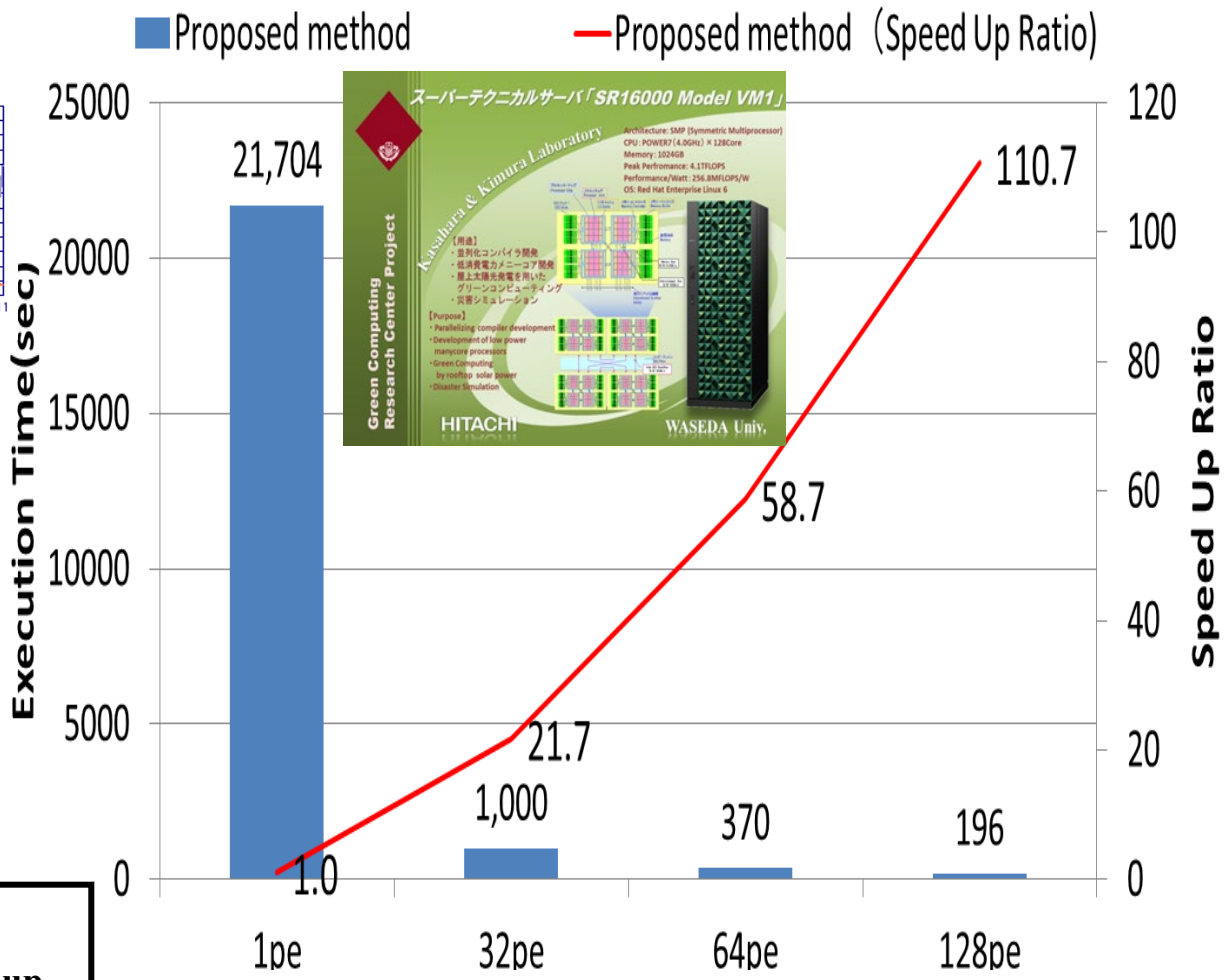 Proposed method
Proposed method（Speed Up Ratio)
Execution Time(sec)
25000
20000
15000
10000
5000
0
120
100
80
60
40
20
0
Speed Up Ratio
21,704
1,000
370
196
1.0
21.7
58.7
110.7
1pe
32pe
64pe
128pe
スーパーテクニカルサーバ「SR16000 Model VM1」
Kasahara & Kimura Laboratory
Architecture: SMP (Symmetric Multiprocessor)
CPU: POWER7(4.0GHz) × 128Core
Memory: 1024GB
Peak Perfromance: 4.1TFLOPS
Performance/Watt: 256.8MFLOPS/W
OS: Red Hat Enterprise Linux 6
Green Computing
Research Center Project
【用途】
・並列化コンパイラ開発
・低消費電力メニーコア開発
・屋上太陽光発電を用いた
グリーンコンピューティング
・災害シミュレーション
【Purpose】
・Parallelizing compiler development
・Development of low power
manycore processors
・Green Computing
by rooftop solar power
・Disaster Simulation
HITACHI
WASEDA Univ.
up